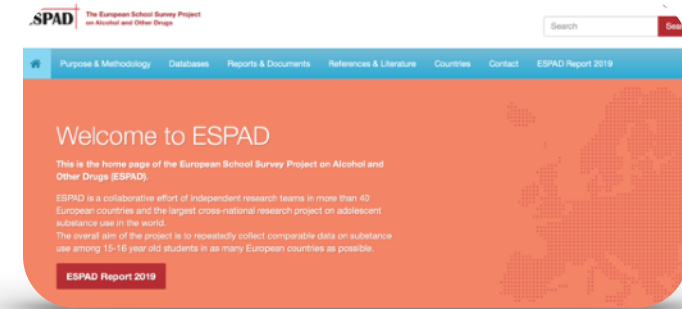 ESPAD The European School Survey Project
on Alcohol and Other Drugs
Search
Purpose & Methodology Databases Reports & Documents References & Literature Countries Contact ESPAD Report 2019
Welcome to ESPAD
This is the home page of the European School Survey Project on Alcohol and
Other Drugs (ESPAD).
ESPAD is a collaborative effort of independent research teams in more than 40
European countries and the largest cross-national research project on adolescent
substance use in the world.
The overall aim of the project is to repeatedly collect comparable data on substance
use among 15-16 year old students in as many European countries as possible.
ESPAD Report 2019